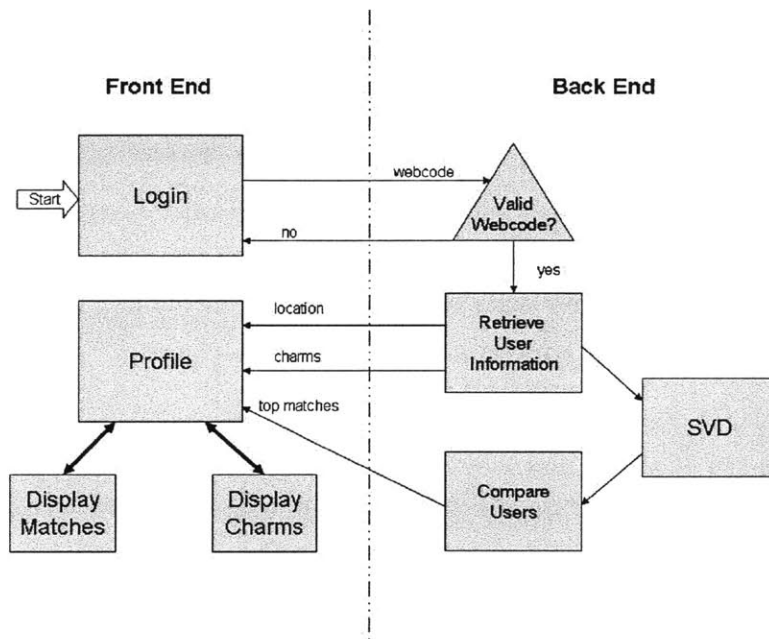 Front End
Back End
Start
Login
webcode
Valid
Webcode?
no
yes
location
Retrieve
User
Information
Profile
charms
top matches
SVD
Display
Matches
Display
Charms
Compare
Users